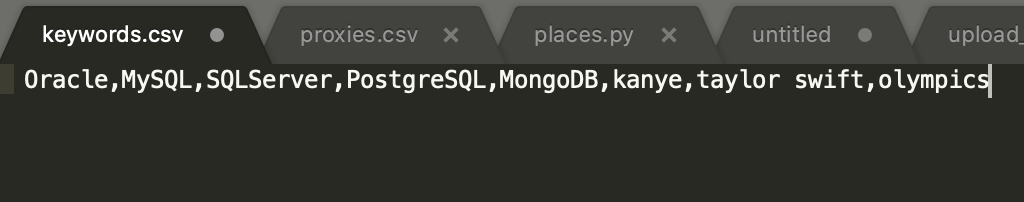 keywords.csv proxies.csv places.py untitled upload_
Oracle,MySQL,SQLServer,PostgreSQL,MongoDB,kanye,taylor swift,olympics